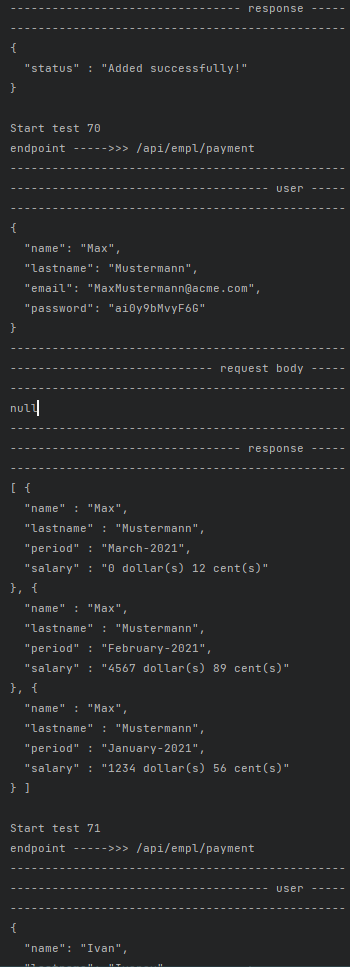 --------------------------------- response -----
------------------------------------------------
{
  "status" : "Added successfully!"
}
Start test 70
endpoint ----->>> /api/empl/payment
------------------------------------------------
------------------------------------- user -----
------------------------------------------------
{
  "name": "Max",
  "lastname": "Mustermann",
  "email": "MaxMustermann@acme.com",
  "password": "ai0y9bMvyF6G"
}
------------------------------------------------
----------------------------- request body -----
------------------------------------------------
null
------------------------------------------------
--------------------------------- response -----
------------------------------------------------
[ {
  "name" : "Max",
  "lastname" : "Mustermann",
  "period" : "March-2021",
  "salary" : "0 dollar(s) 12 cent(s)"
}, {
  "name" : "Max",
  "lastname" : "Mustermann",
  "period" : "February-2021",
  "salary" : "4567 dollar(s) 89 cent(s)"
}, {
  "name" : "Max",
  "lastname" : "Mustermann",
  "period" : "January-2021",
  "salary" : "1234 dollar(s) 56 cent(s)"
} ]
Start test 71
endpoint ----->>> /api/empl/payment
------------------------------------------------
------------------------------------- user -----
------------------------------------------------
{
  "name": "Ivan",